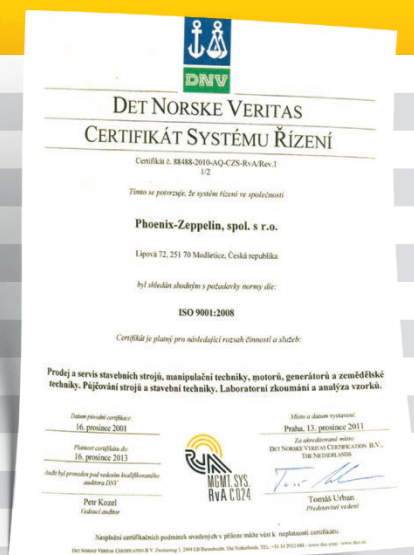 DNV
DET NORSKE VERITAS
CERTIFIKÁT SYSTÉMU ŘÍZENÍ
Certifikát č. 88488-2010-AQ-CZS-RvA/Rev.1
1/2
Tímto se potvrzuje, že systém řízení ve společnosti
Phoenix-Zeppelin, spol. s r.o.
Lipová 72, 251 70 Modletice, Česká republika
byl shledán shodným s požadavky normy dle:
ISO 9001:2008
Certifikát je platný pro následující rozsah činností a služeb:
Prodej a servis stavebních strojů, manipulační techniky, motorů, generátorů a zemědělské
techniky. Půjčování strojů a stavební techniky. Laboratorní zkoumání a analýza vzorků.
Datum původní certifikace:
16. prosince 2001
Platnost certifikátu do:
16. prosince 2013
Audit byl proveden pod vedením kvalifikovaného
auditora DNV
Petr Kozel
Vedoucí auditor
RvA
MGMT. SYS.
RvA C 024
Místo a datum vystavení:
Praha, 13. prosince 2011
Za akreditované místo:
DET NORSKE VERITAS CERTIFICATION B.V.,
THE NETHERLANDS
Tomáš Urban
Představitel vedení
Nesplnění certifikačních podmínek uvedených v příloze může vést k neplatnosti certifikátu.